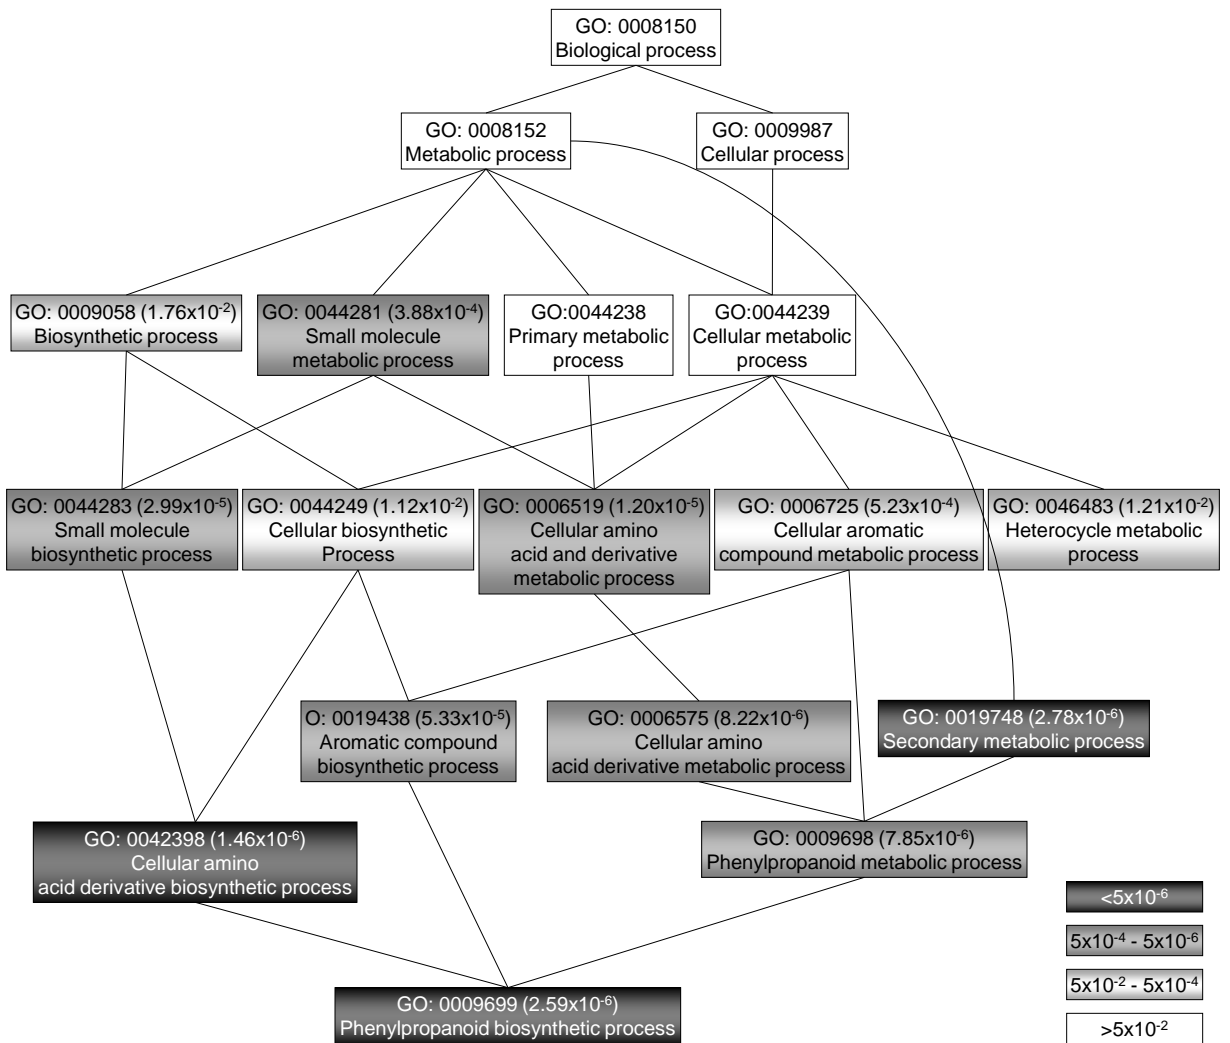 GO: 0008150
Biological process
GO: 0008152
Metabolic process
GO: 0009987
Cellular process
GO: 0009058 (1.76x10⁻²)
Biosynthetic process
GO: 0044281 (3.88x10⁻⁴)
Small molecule
metabolic process
GO:0044238
Primary metabolic
process
GO:0044239
Cellular metabolic
process
GO: 0044283 (2.99x10⁻⁵)
Small molecule
biosynthetic process
GO: 0044249 (1.12x10⁻²)
Cellular biosynthetic
Process
GO: 0006519 (1.20x10⁻⁵)
Cellular amino
acid and derivative
metabolic process
GO: 0006725 (5.23x10⁻⁴)
Cellular aromatic
compound metabolic process
GO: 0046483 (1.21x10⁻²)
Heterocycle metabolic
process
O: 0019438 (5.33x10⁻⁵)
Aromatic compound
biosynthetic process
GO: 0006575 (8.22x10⁻⁶)
Cellular amino
acid derivative metabolic process
GO: 0019748 (2.78x10⁻⁶)
Secondary metabolic process
GO: 0042398 (1.46x10⁻⁶)
Cellular amino
acid derivative biosynthetic process
GO: 0009698 (7.85x10⁻⁶)
Phenylpropanoid metabolic process
GO: 0009699 (2.59x10⁻⁶)
Phenylpropanoid biosynthetic process
<5x10⁻⁶
5x10⁻⁴ - 5x10⁻⁶
5x10⁻² - 5x10⁻⁴
>5x10⁻²